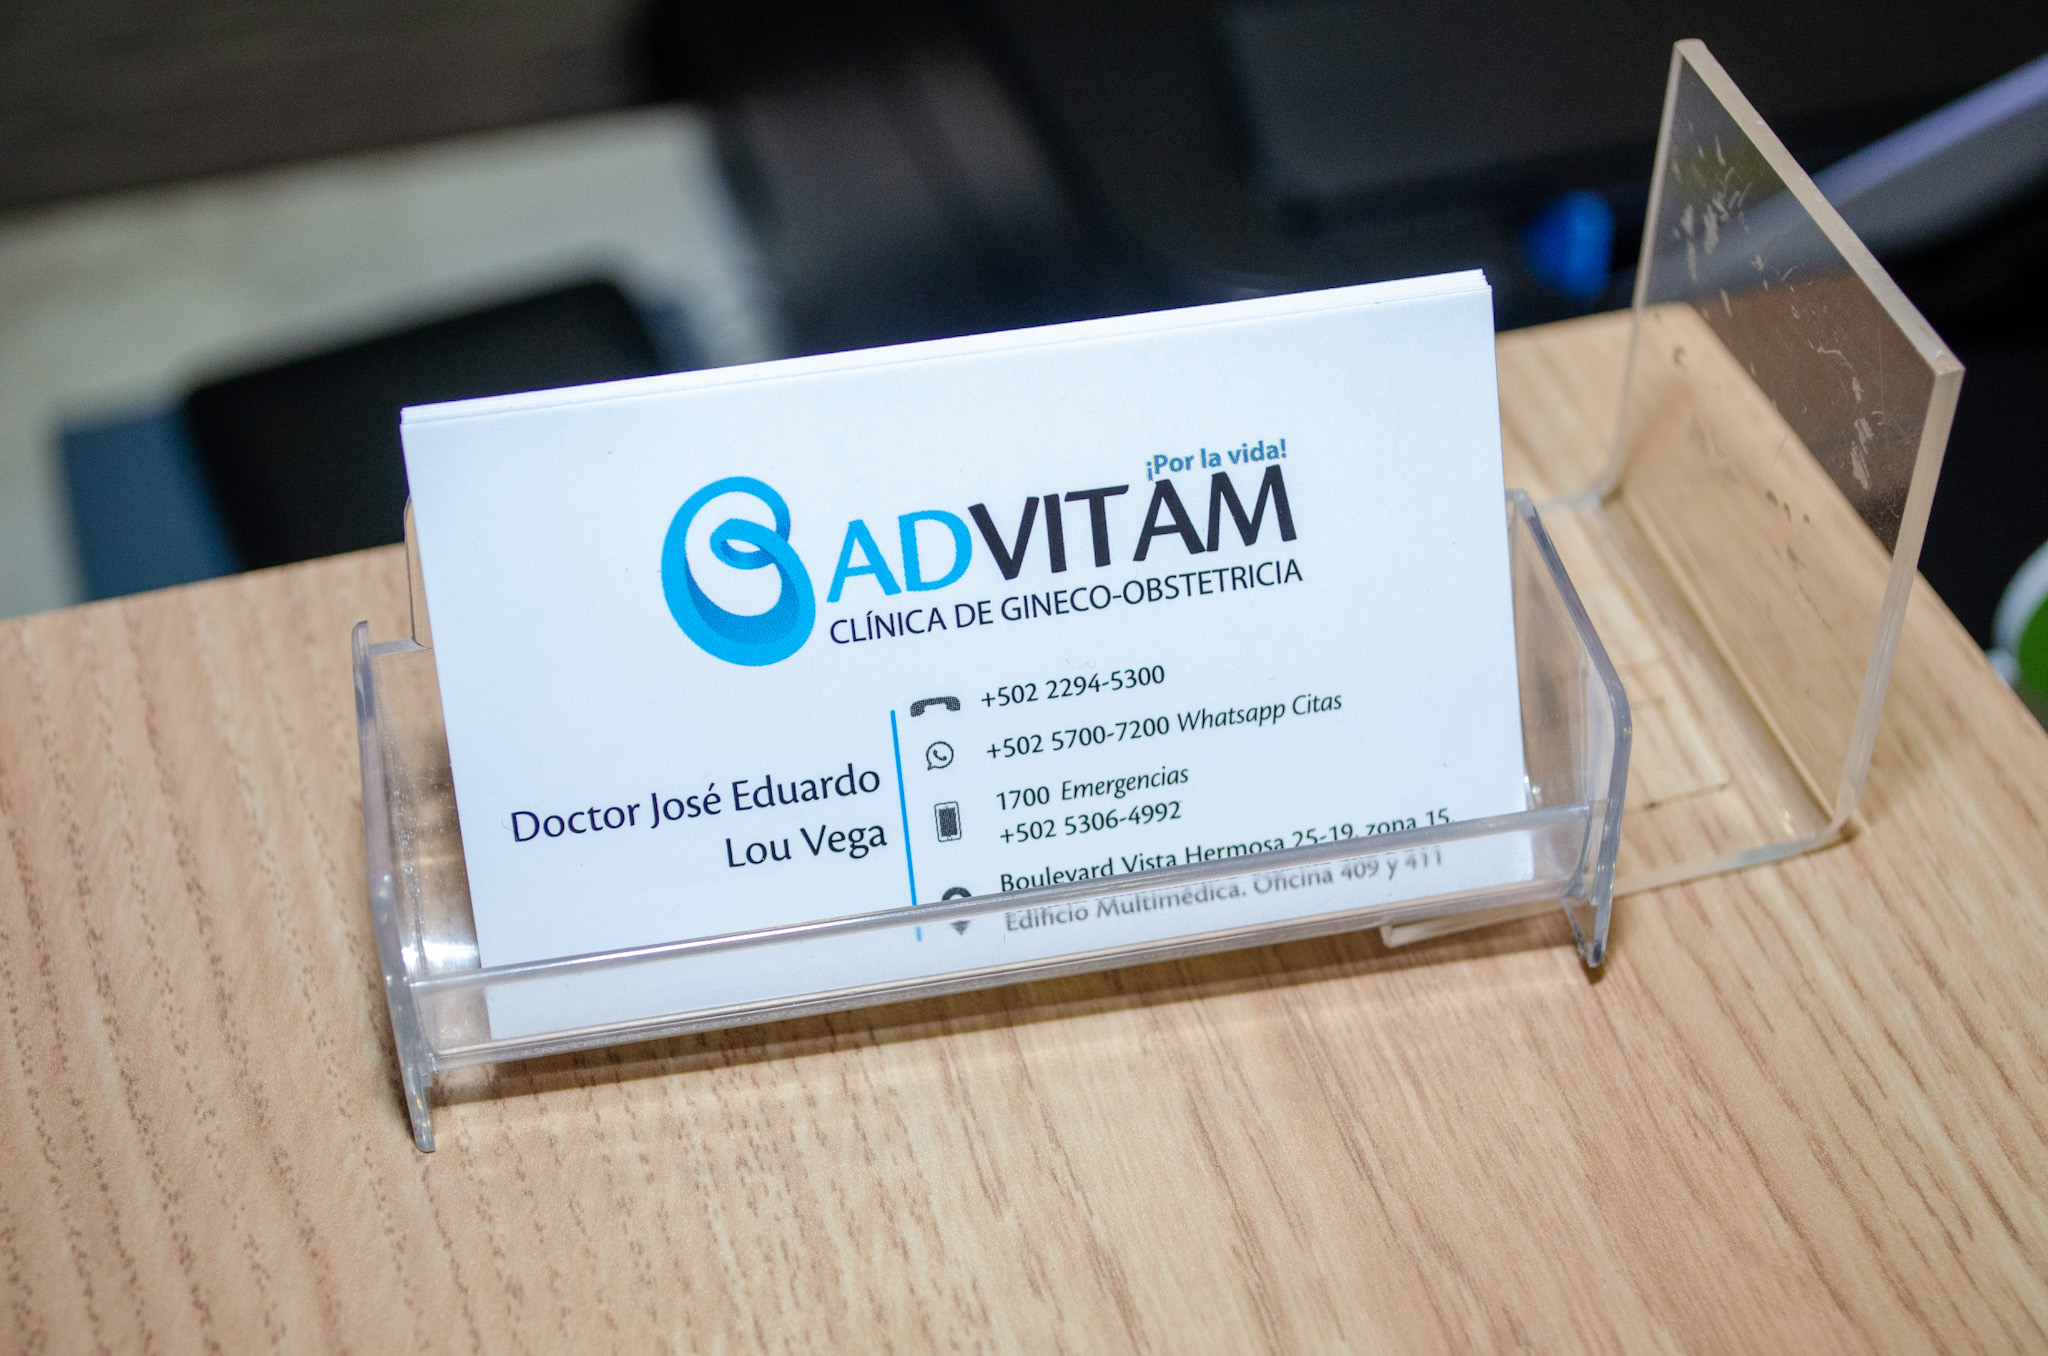 ¡Por la vida!
ADVITAM
CLÍNICA DE GINECO-OBSTETRICIA
Doctor José Eduardo
Lou Vega
+502 2294-5300
+502 5700-7200 Whatsapp Citas
1700 Emergencias
+502 5306-4992
Boulevard Vista Hermosa 25-19, zona 15.
Edificio Multimédica. Oficina 409 y 411